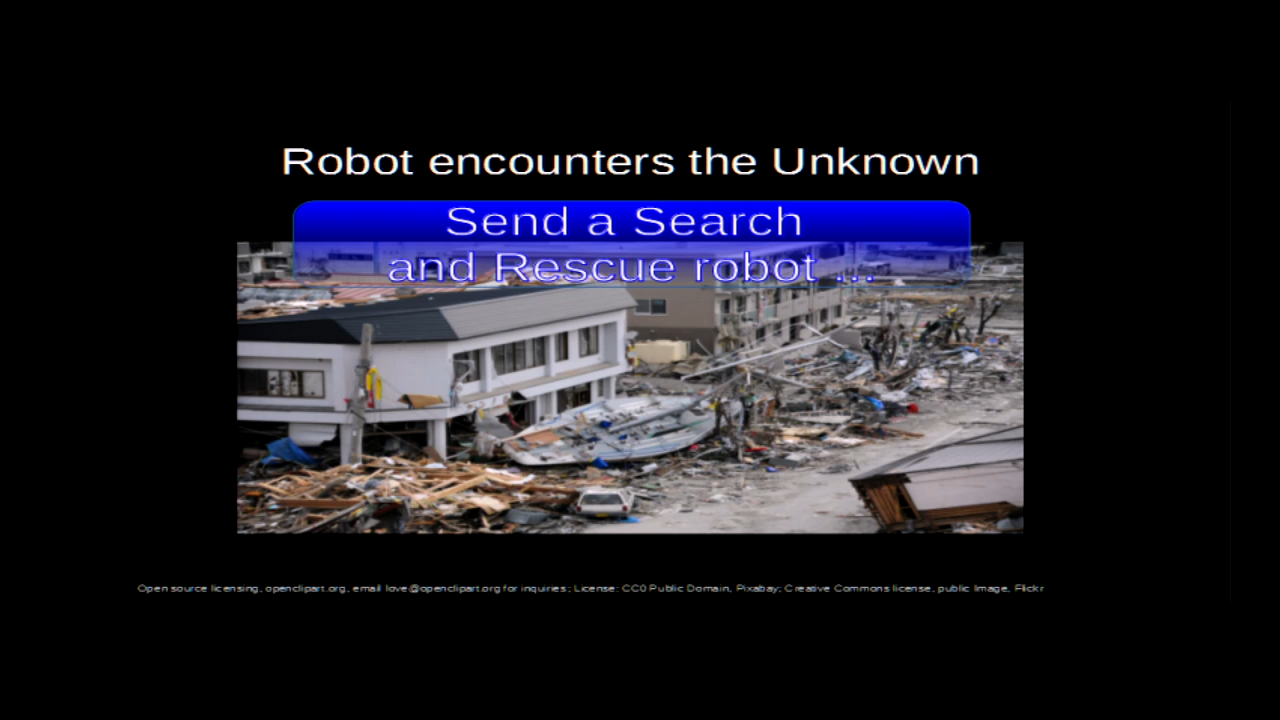 Robot encounters the Unknown
Send a Search
and Rescue robot ...
Open source licensing, openclipart.org, email love@openclipart.org for inquiries; License: CC0 Public Domain, Pixabay; Creative Commons license, public Image, Flickr